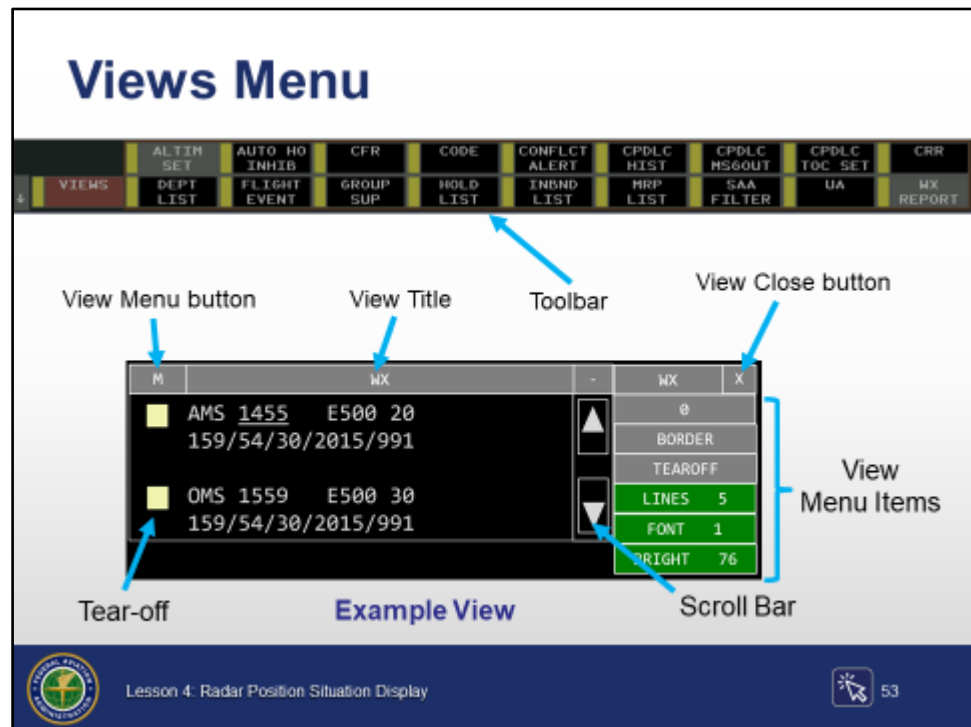 Views Menu
ALTIM SET
AUTO HO INHIB
CFR
CODE
CONFLCT ALERT
CPDLC HIST
CPDLC MSGOUT
CPDLC TOC SET
CRR
↓
VIEWS
DEPT LIST
FLIGHT EVENT
GROUP SUP
HOLD LIST
INBND LIST
MRP LIST
SAA FILTER
UA
WX REPORT
View Menu button
View Title
Toolbar
View Close button
M
WX
-
WX
X
AMS 1455 E500 20
159/54/30/2015/991
OMS 1559 E500 30
159/54/30/2015/991
0
BORDER
TEAROFF
LINES 5
FONT 1
BRIGHT 76
View
Menu Items
Tear-off
Example View
Scroll Bar
FEDERAL AVIATION
ADMINISTRATION
Lesson 4: Radar Position Situation Display
53